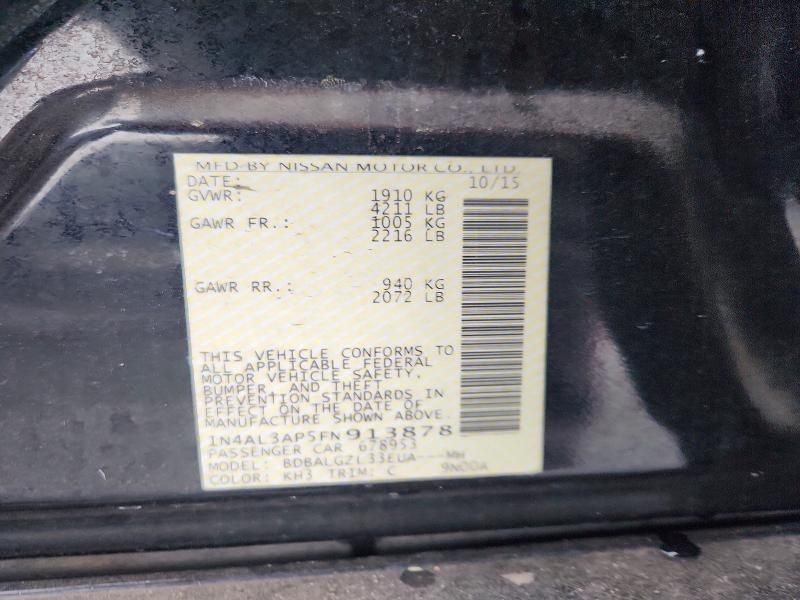 MFD BY NISSAN MOTOR CO., LTD.
DATE: 10/15
GVWR: 1910 KG
4211 LB
GAWR FR.: 1005 KG
2216 LB
GAWR RR.: 940 KG
2072 LB
THIS VEHICLE CONFORMS TO
ALL APPLICABLE FEDERAL
MOTOR VEHICLE SAFETY,
BUMPER, AND THEFT
PREVENTION STANDARDS IN
EFFECT ON THE DATE OF
MANUFACTURE SHOWN ABOVE.
1N4AL3AP5FN913878
PASSENGER CAR 678953
MODEL: BDBALGZL33EUA---MH
COLOR: KH3 TRIM: C 9N00A